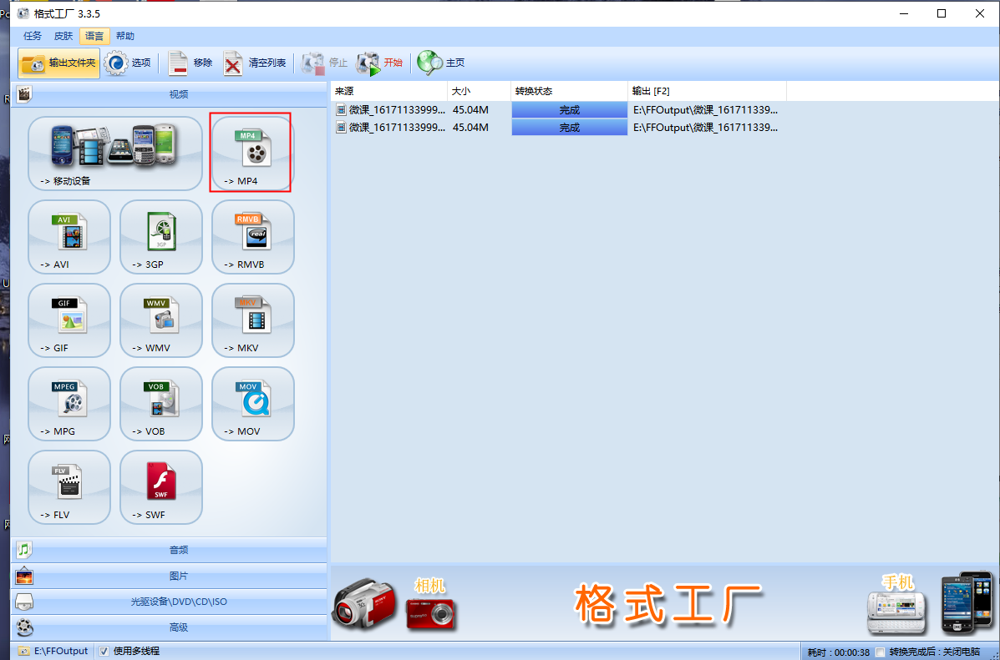 格式工厂 3.3.5
任务 皮肤 语言 帮助
输出文件夹 选项 移除 清空列表 停止 开始 主页
视频
来源 大小 转换状态 输出 [F2]
微课_16171133999... 45.04M 完成 E:\FFOutput\微课_161711339...
微课_16171133999... 45.04M 完成 E:\FFOutput\微课_161711339...
MP4
-> 移动设备 -> MP4
AVI 3GP RMVB
real
-> AVI -> 3GP -> RMVB
GIF WMV MKV
-> GIF -> WMV -> MKV
MPEG VOB MOV
-> MPG -> VOB -> MOV
FLV SWF
-> FLV -> SWF
音频
图片
光驱设备\DVD\CD\ISO
高级
相机 格式工厂 手机
E:\FFOutput 使用多线程 耗时 : 00:00:38 转换完成后 : 关闭电脑